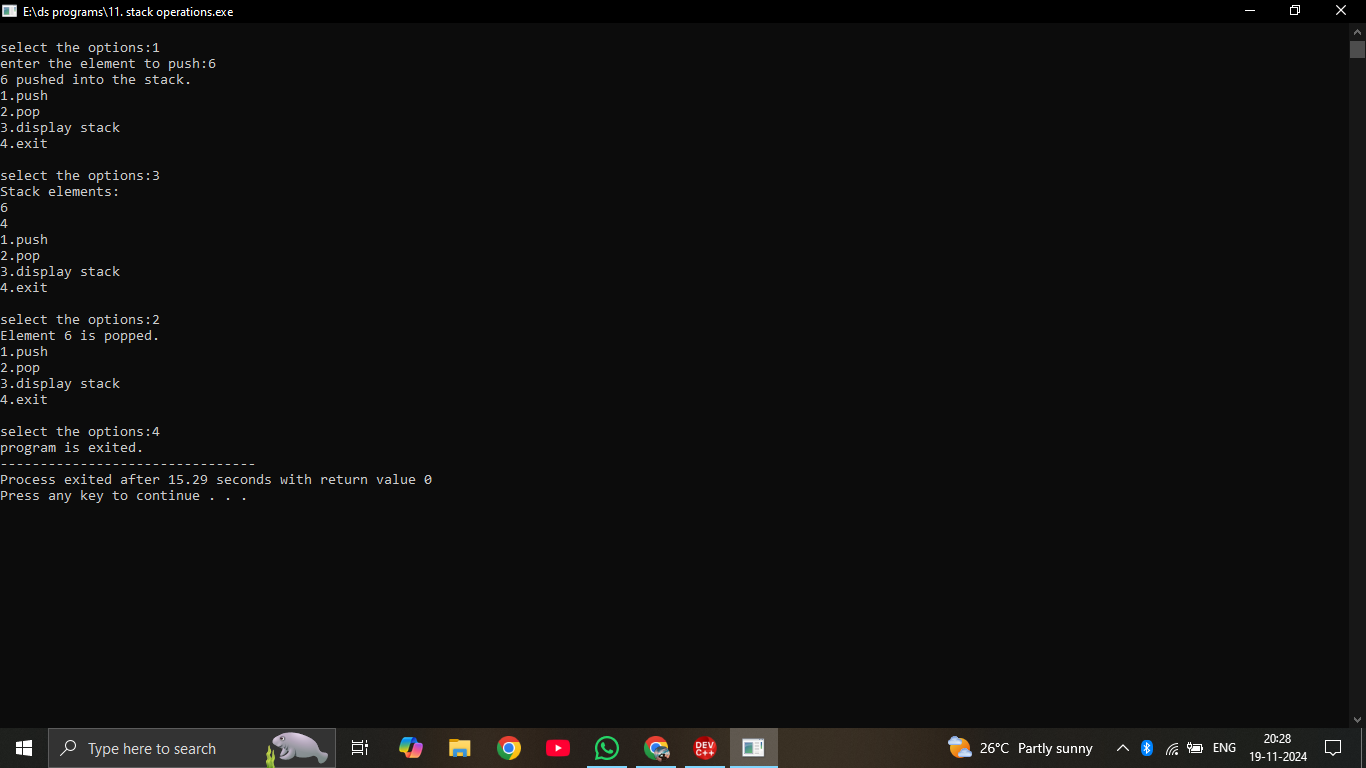 E:\ds programs\11. stack operations.exe
select the options:1
enter the element to push:6
6 pushed into the stack.
1.push
2.pop
3.display stack
4.exit
select the options:3
Stack elements:
6
4
1.push
2.pop
3.display stack
4.exit
select the options:2
Element 6 is popped.
1.push
2.pop
3.display stack
4.exit
select the options:4
program is exited.
--------------------------------
Process exited after 15.29 seconds with return value 0
Press any key to continue . . .
Type here to search
DEV
C++
26°C Partly sunny
ENG
20:28
19-11-2024